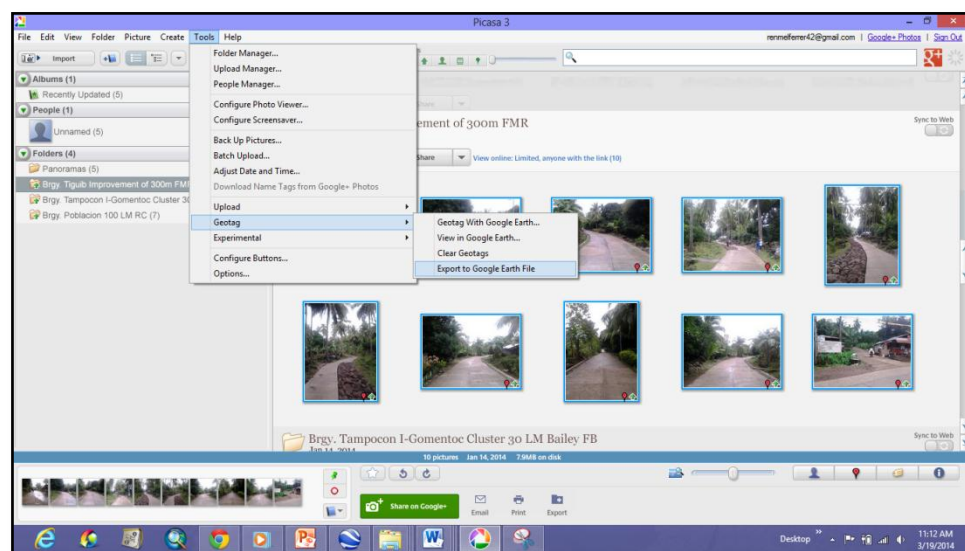 Picasa 3
File Edit View Folder Picture Create Tools Help
renmelferrer42@gmail.com | Google+ Photos | Sign Out
Import
Folder Manager...
Upload Manager...
People Manager...
Configure Photo Viewer...
Configure Screensaver...
Back Up Pictures...
Batch Upload...
Adjust Date and Time...
Download Name Tags from Google+ Photos
Upload
Geotag
Experimental
Configure Buttons...
Options...
Geotag With Google Earth...
View in Google Earth...
Clear Geotags
Export to Google Earth File
Albums (1)
Recently Updated (5)
People (1)
Unnamed (5)
Folders (4)
Panoramas (5)
Brgy. Tiguib Improvement of 300m FM
Brgy. Tampocon I-Gomentoc Cluster 30
Brgy. Poblacion 100 LM RC (7)
ement of 300m FMR
Sync to Web
Share
View online: Limited, anyone with the link (10)
Brgy. Tampocon I-Gomentoc Cluster 30 LM Bailey FB
Sync to Web
Jan 14, 2014
10 pictures Jan 14, 2014 7.9MB on disk
Share on Google+
Email Print Export
Desktop
11:12 AM
3/19/2014